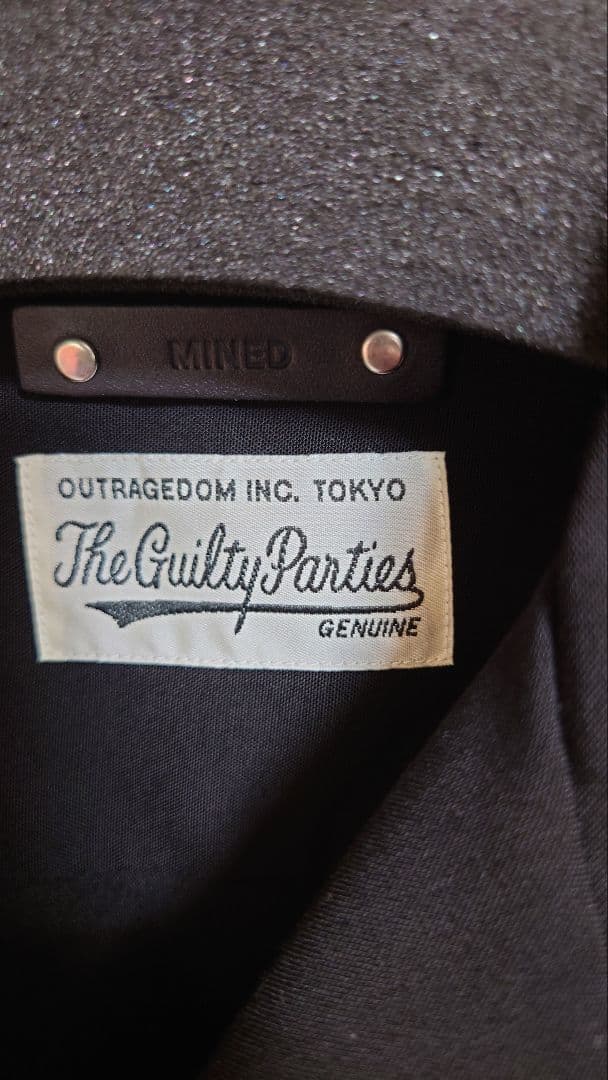 MINED
OUTRAGEDOM INC. TOKYO
The Guilty Parties
GENUINE